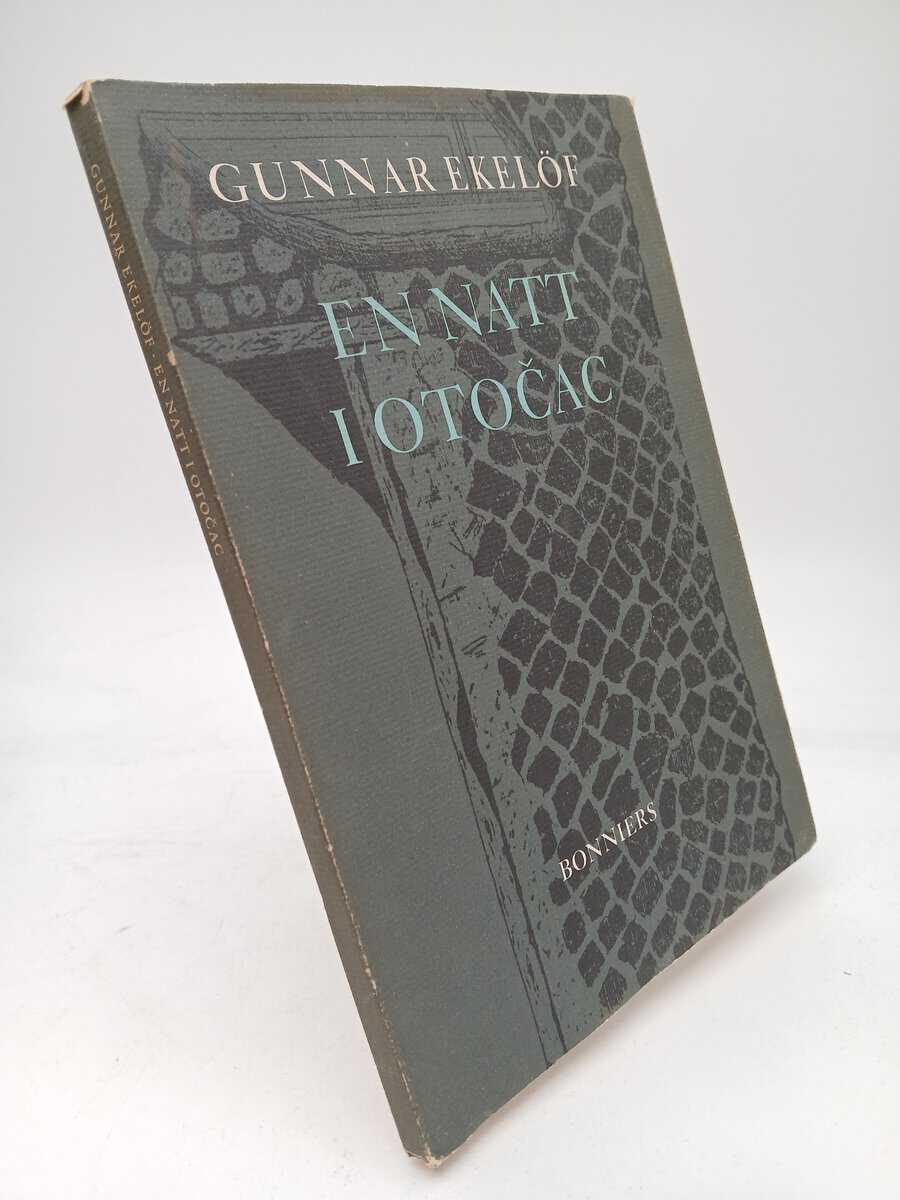 GUNNAR EKELÖF
EN NATT
I OTOČAC
BONNIERS
GUNNAR EKELÖF · EN NATT I OTOČAC